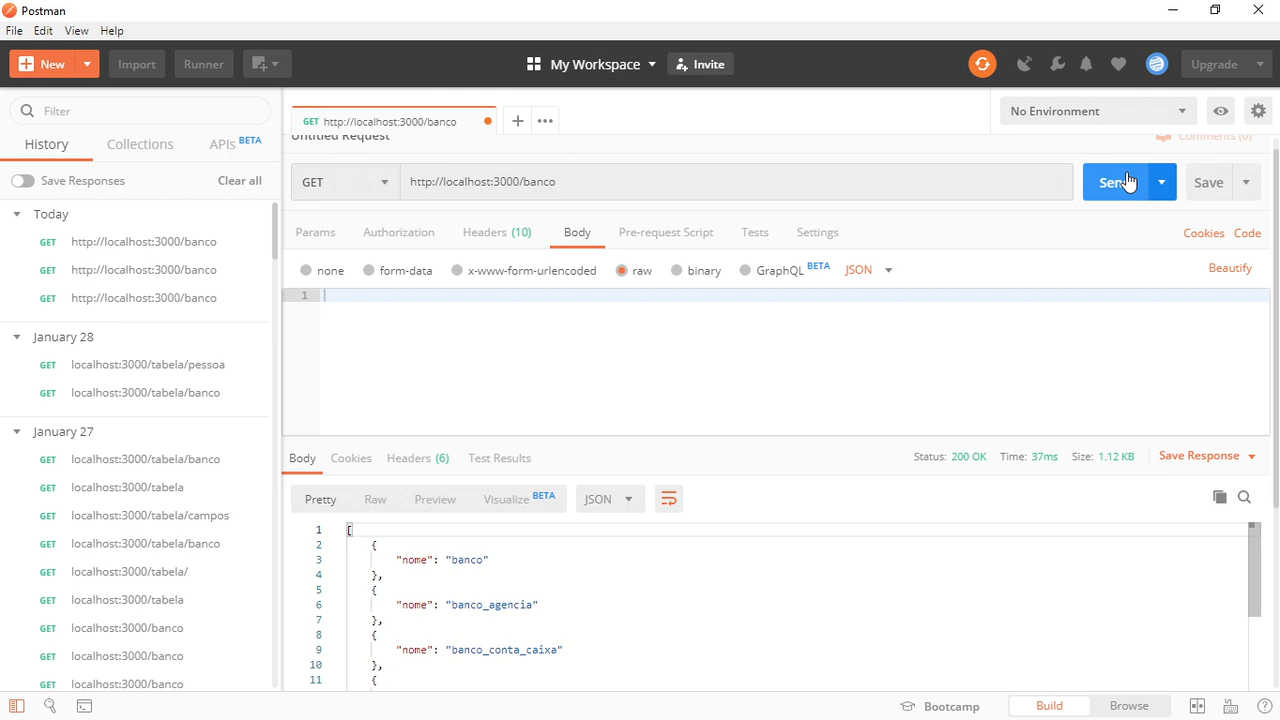 Postman
File Edit View Help
New Import Runner My Workspace Invite Upgrade
Filter
History Collections APIs BETA
Save Responses Clear all
Today
GET http://localhost:3000/banco
GET http://localhost:3000/banco
GET http://localhost:3000/banco
January 28
GET localhost:3000/tabela/pessoa
GET localhost:3000/tabela/banco
January 27
GET localhost:3000/tabela/banco
GET localhost:3000/tabela
GET localhost:3000/tabela/campos
GET localhost:3000/tabela/banco
GET localhost:3000/tabela/
GET localhost:3000/tabela
GET localhost:3000/banco
GET localhost:3000/banco
GET localhost:3000/banco
GET http://localhost:3000/banco + ••• No Environment
Untitled Request Comments (0)
GET http://localhost:3000/banco Send Save
Params Authorization Headers (10) Body Pre-request Script Tests Settings Cookies Code
none form-data x-www-form-urlencoded raw binary GraphQL BETA JSON Beautify
1
Body Cookies Headers (6) Test Results Status: 200 OK Time: 37ms Size: 1.12 KB Save Response
Pretty Raw Preview Visualize BETA JSON
1 [
2 {
3 "nome": "banco"
4 },
5 {
6 "nome": "banco_agencia"
7 },
8 {
9 "nome": "banco_conta_caixa"
10 },
11 {
Bootcamp Build Browse